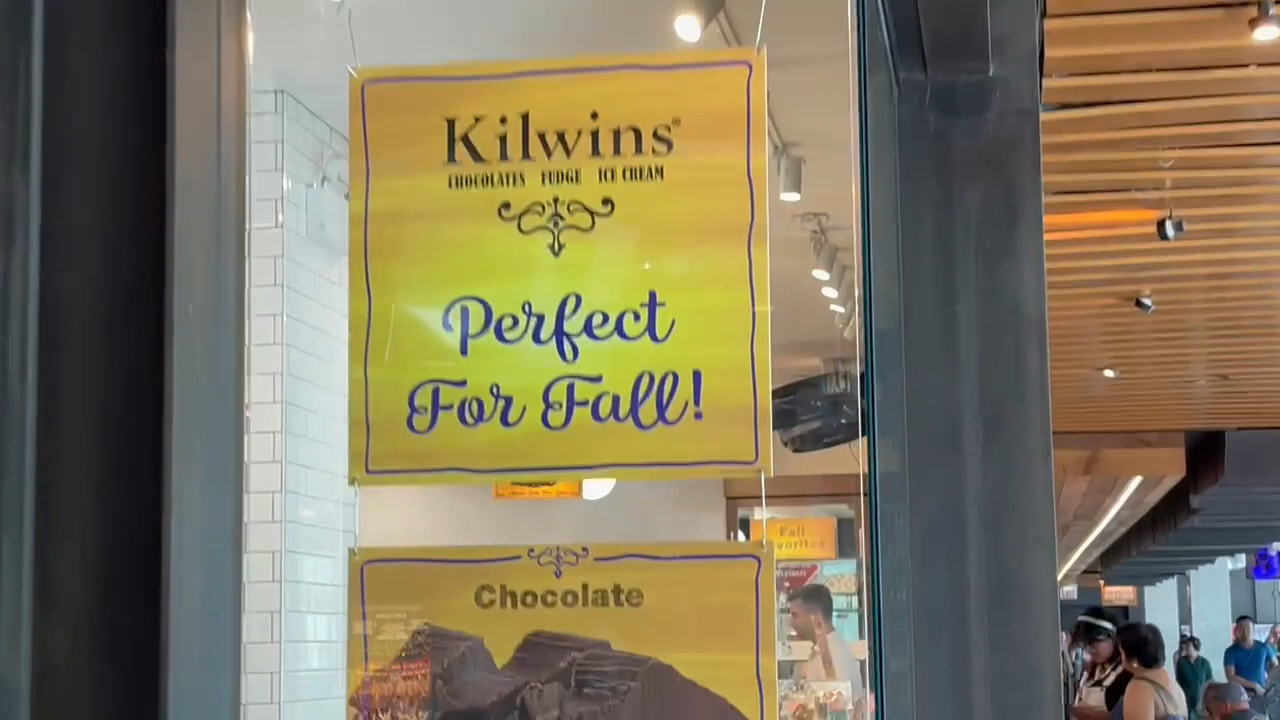 Kilwins®
CHOCOLATES FUDGE ICE CREAM
Perfect
For Fall!
Fall
Favorites
Chocolate